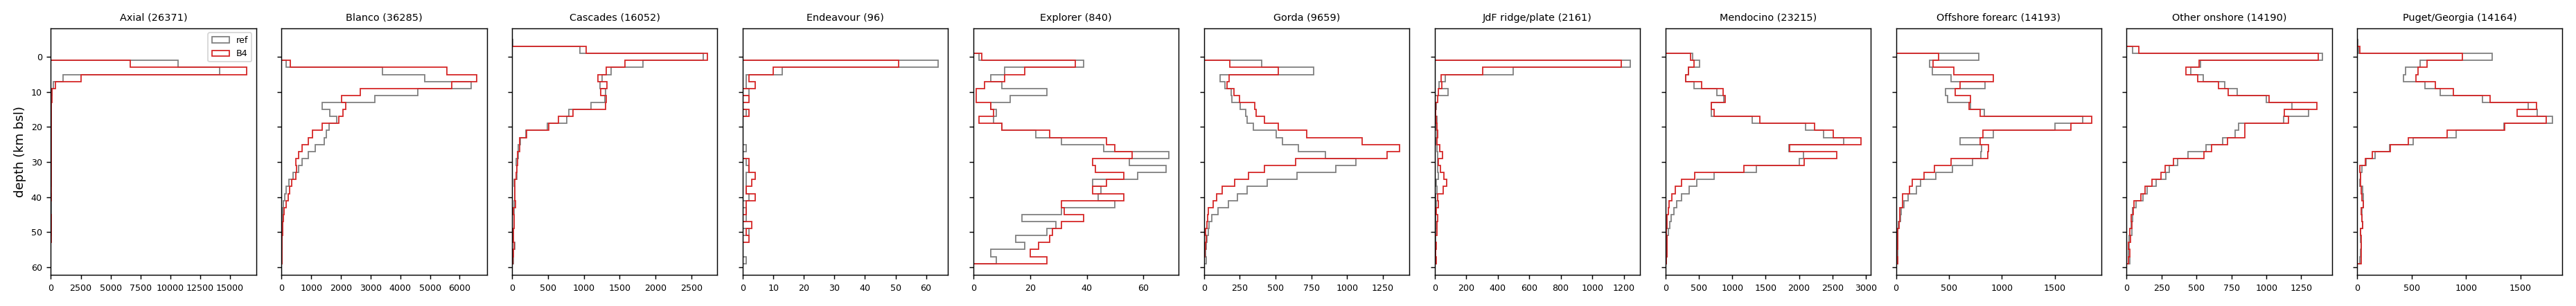 Axial (26371)
Blanco (36285)
Cascades (16052)
Endeavour (96)
Explorer (840)
Gorda (9659)
JdF ridge/plate (2161)
Mendocino (23215)
Offshore forearc (14193)
Other onshore (14190)
Puget/Georgia (14164)
ref
B4
depth (km bsl)
0
10
20
30
40
50
60
0 2500 5000 7500 10000 12500 15000
0 1000 2000 3000 4000 5000 6000
0 500 1000 1500 2000 2500
0 10 20 30 40 50 60
0 20 40 60
0 250 500 750 1000 1250
0 200 400 600 800 1000 1200
0 500 1000 1500 2000 2500 3000
0 500 1000 1500
0 250 500 750 1000 1250
0 500 1000 1500